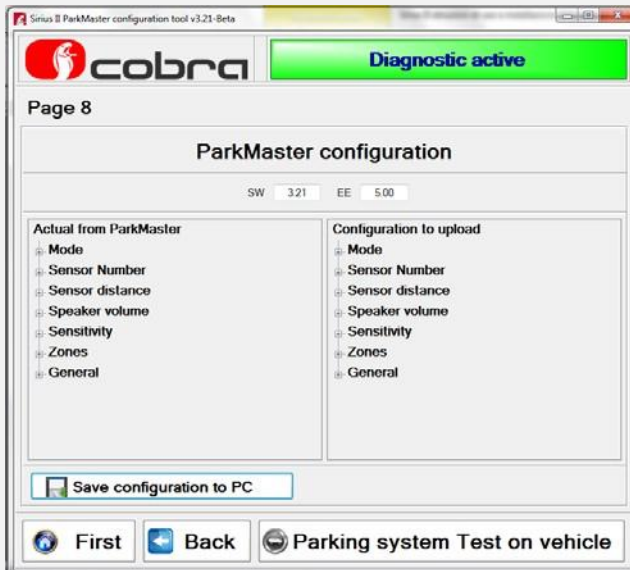 Sirius II ParkMaster configuration tool v3.21-Beta
cobra
Diagnostic active
Page 8
ParkMaster configuration
SW 3.21 EE 5.00
Actual from ParkMaster
Mode
Sensor Number
Sensor distance
Speaker volume
Sensitivity
Zones
General
Configuration to upload
Mode
Sensor Number
Sensor distance
Speaker volume
Sensitivity
Zones
General
Save configuration to PC
First
Back
Parking system Test on vehicle